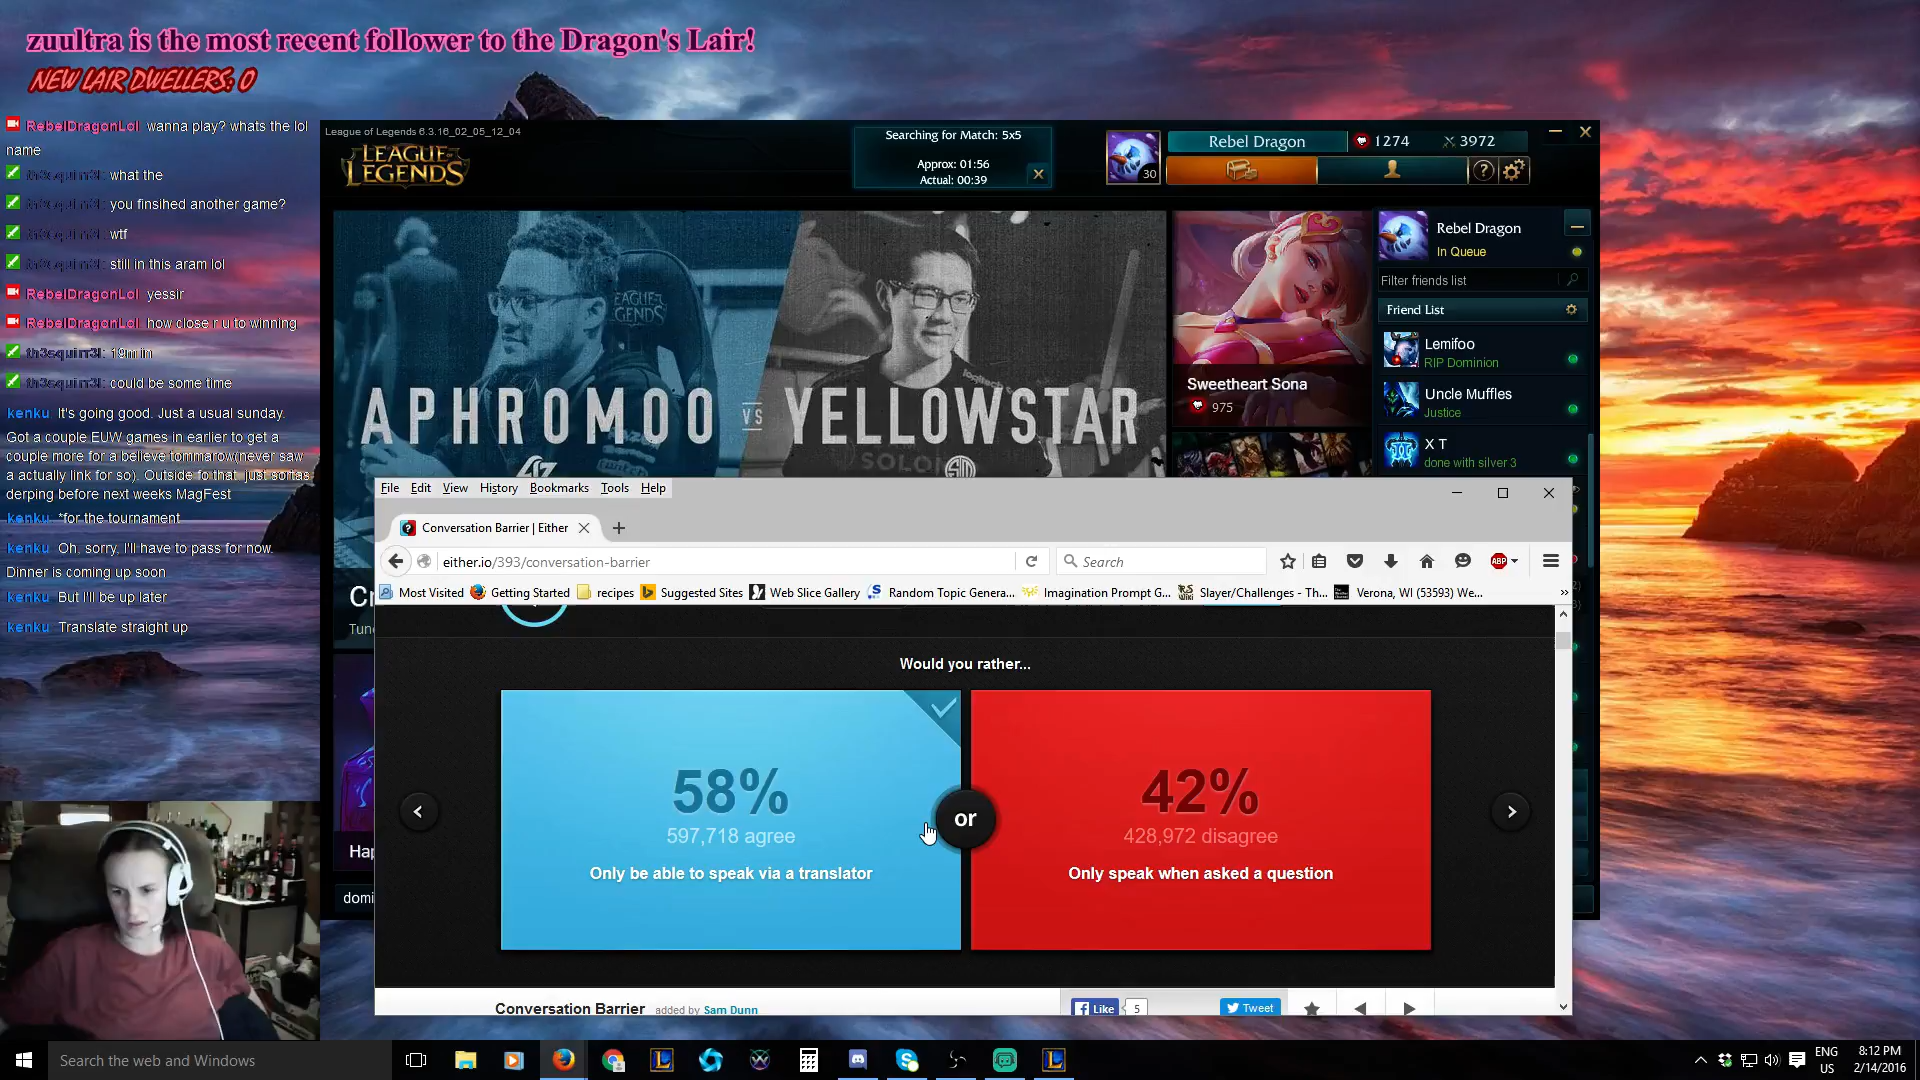 zuultra is the most recent follower to the Dragon's Lair!
NEW LAIR DWELLERS: 0
RebelDragonLol wanna play? whats the lol
name
th3squirr3l: what the
th3squirr3l: you finsihed another game?
th3squirr3l: wtf
th3squirr3l: still in this aram lol
RebelDragonLol yessir
RebelDragonLol how close r u to winning
th3squirr3l: 19min in
th3squirr3l: could be some time
kenku It's going good. Just a usual sunday.
Got a couple EUW games in earlier to get a
couple more for a believe tommarow(never saw
a actually link for so). Outside fo that just sortas
derping before next weeks MagFest
kenku *for the tournament
kenku Oh, sorry, I'll have to pass for now.
Dinner is coming up soon
kenku But I'll be up later
kenku Translate straight up
League of Legends 6.3.16_02_05_12_04
LEAGUE of LEGENDS
Searching for Match: 5x5
Approx: 01:56
Actual: 00:39
30
Rebel Dragon
1274
3972
?
APHROMOO VS YELLOWSTAR
Sweetheart Sona
975
Rebel Dragon
In Queue
Filter friends list
Friend List
Lemifoo
RIP Dominion
Uncle Muffles
Justice
X T
done with silver 3
Cr
Tune
Hap
domi
File Edit View History Bookmarks Tools Help
Conversation Barrier | Either
either.io/393/conversation-barrier
Search
ABP
Most Visited Getting Started recipes Suggested Sites Web Slice Gallery Random Topic Genera... Imagination Prompt G... Slayer/Challenges - Th... Verona, WI (53593) We... »
Would you rather...
58%
597,718 agree
Only be able to speak via a translator
or
42%
428,972 disagree
Only speak when asked a question
Conversation Barrier added by Sam Dunn
Like 5
Tweet
Search the web and Windows
ENG
US
8:12 PM
2/14/2016